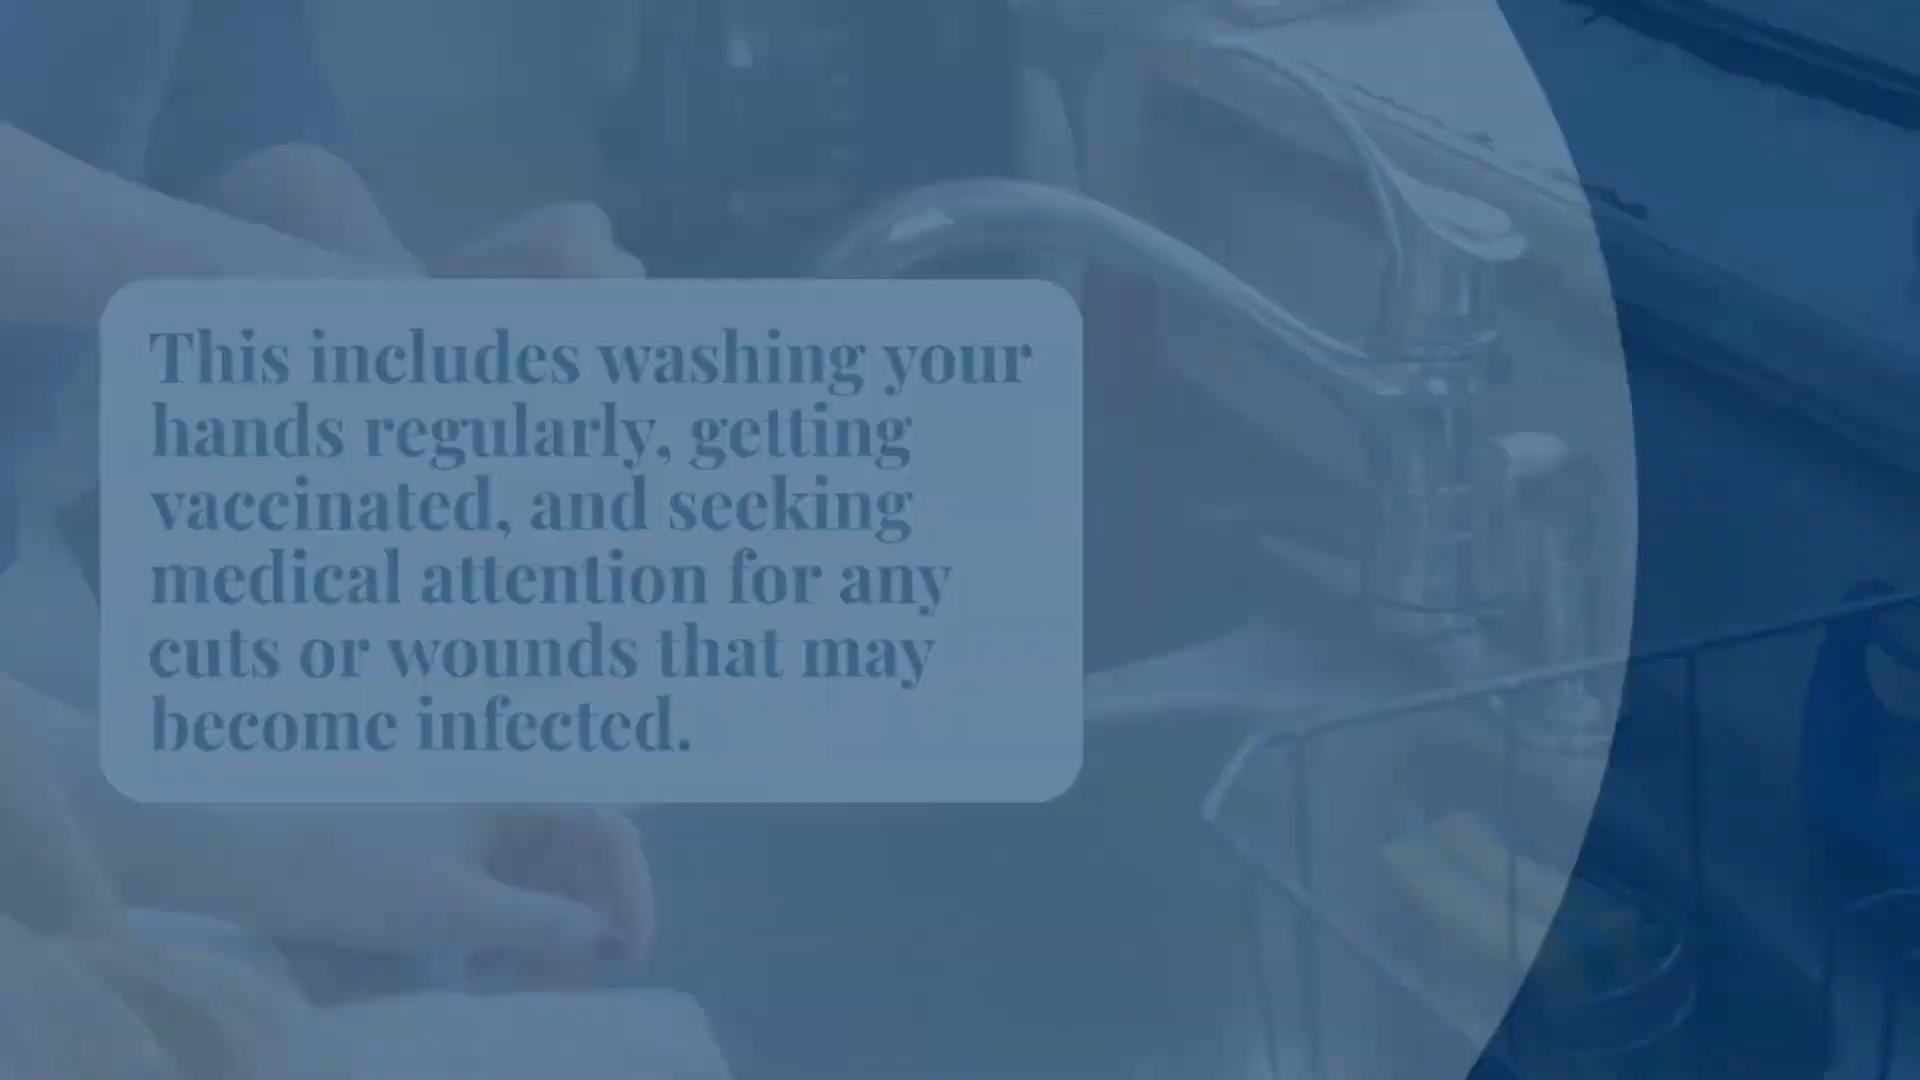 This includes washing your
hands regularly, getting
vaccinated, and seeking
medical attention for any
cuts or wounds that may
become infected.